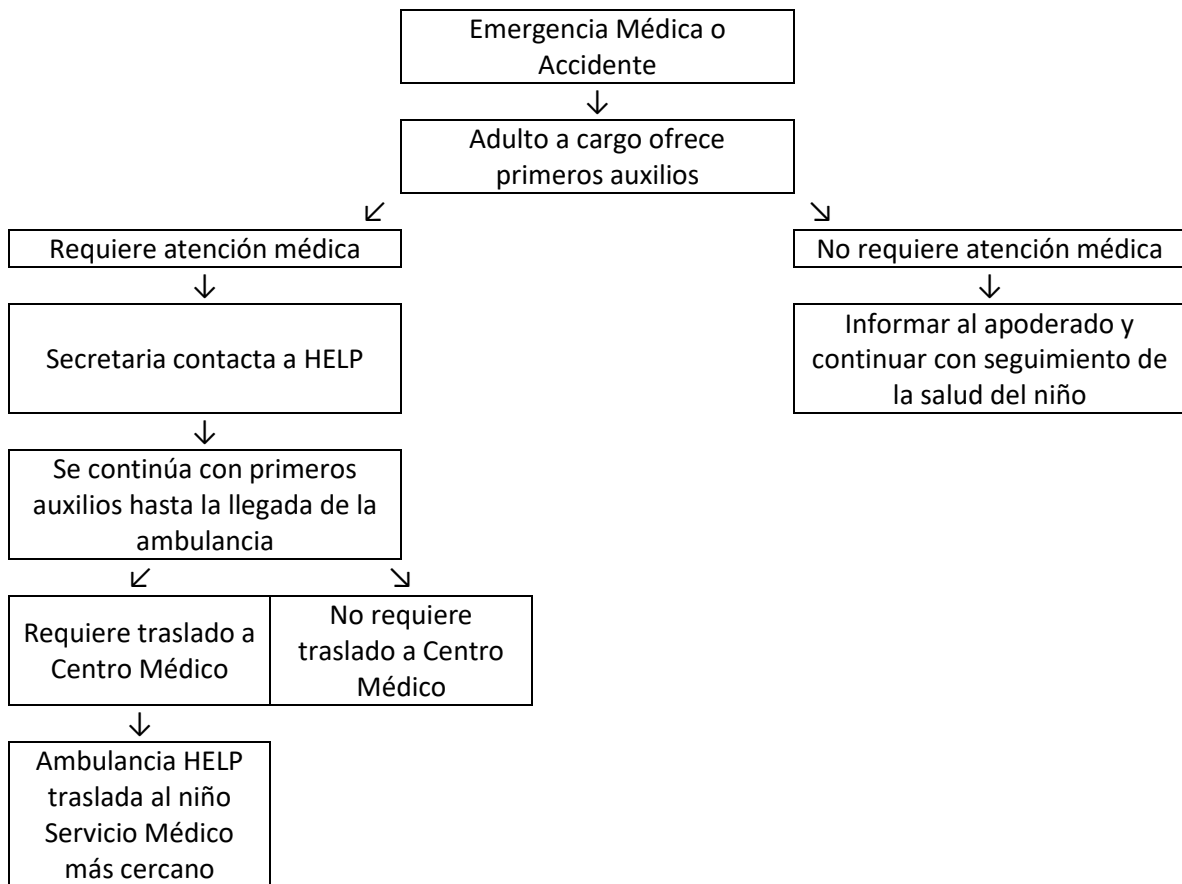 Emergencia Médica o
Accidente
↓
Adulto a cargo ofrece
primeros auxilios
↙ ↘
Requiere atención médica
No requiere atención médica
↓ ↓
Secretaria contacta a HELP
Informar al apoderado y
continuar con seguimiento de
la salud del niño
↓
Se continúa con primeros
auxilios hasta la llegada de la
ambulancia
↙ ↘
Requiere traslado a
Centro Médico
No requiere
traslado a Centro
Médico
↓
Ambulancia HELP
traslada al niño
Servicio Médico
más cercano